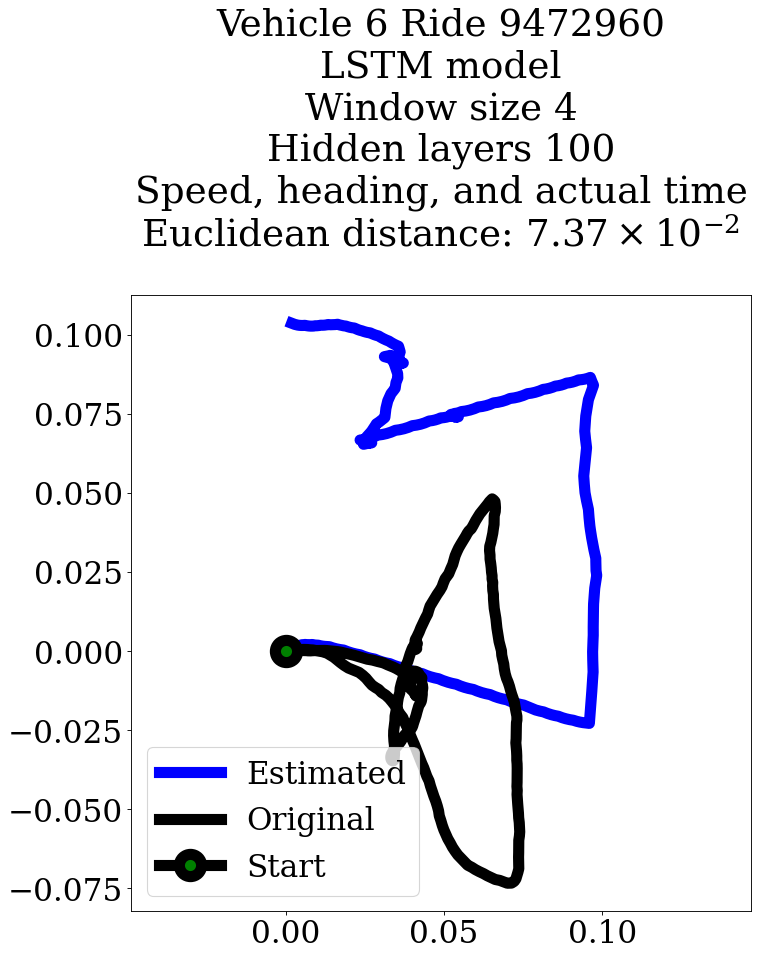 Vehicle 6 Ride 9472960
LSTM model
Window size 4
Hidden layers 100
Speed, heading, and actual time
Euclidean distance: 7.37 × 10⁻²
0.100
0.075
0.050
0.025
0.000
−0.025
−0.050
−0.075
Estimated
Original
Start
0.00 0.05 0.10